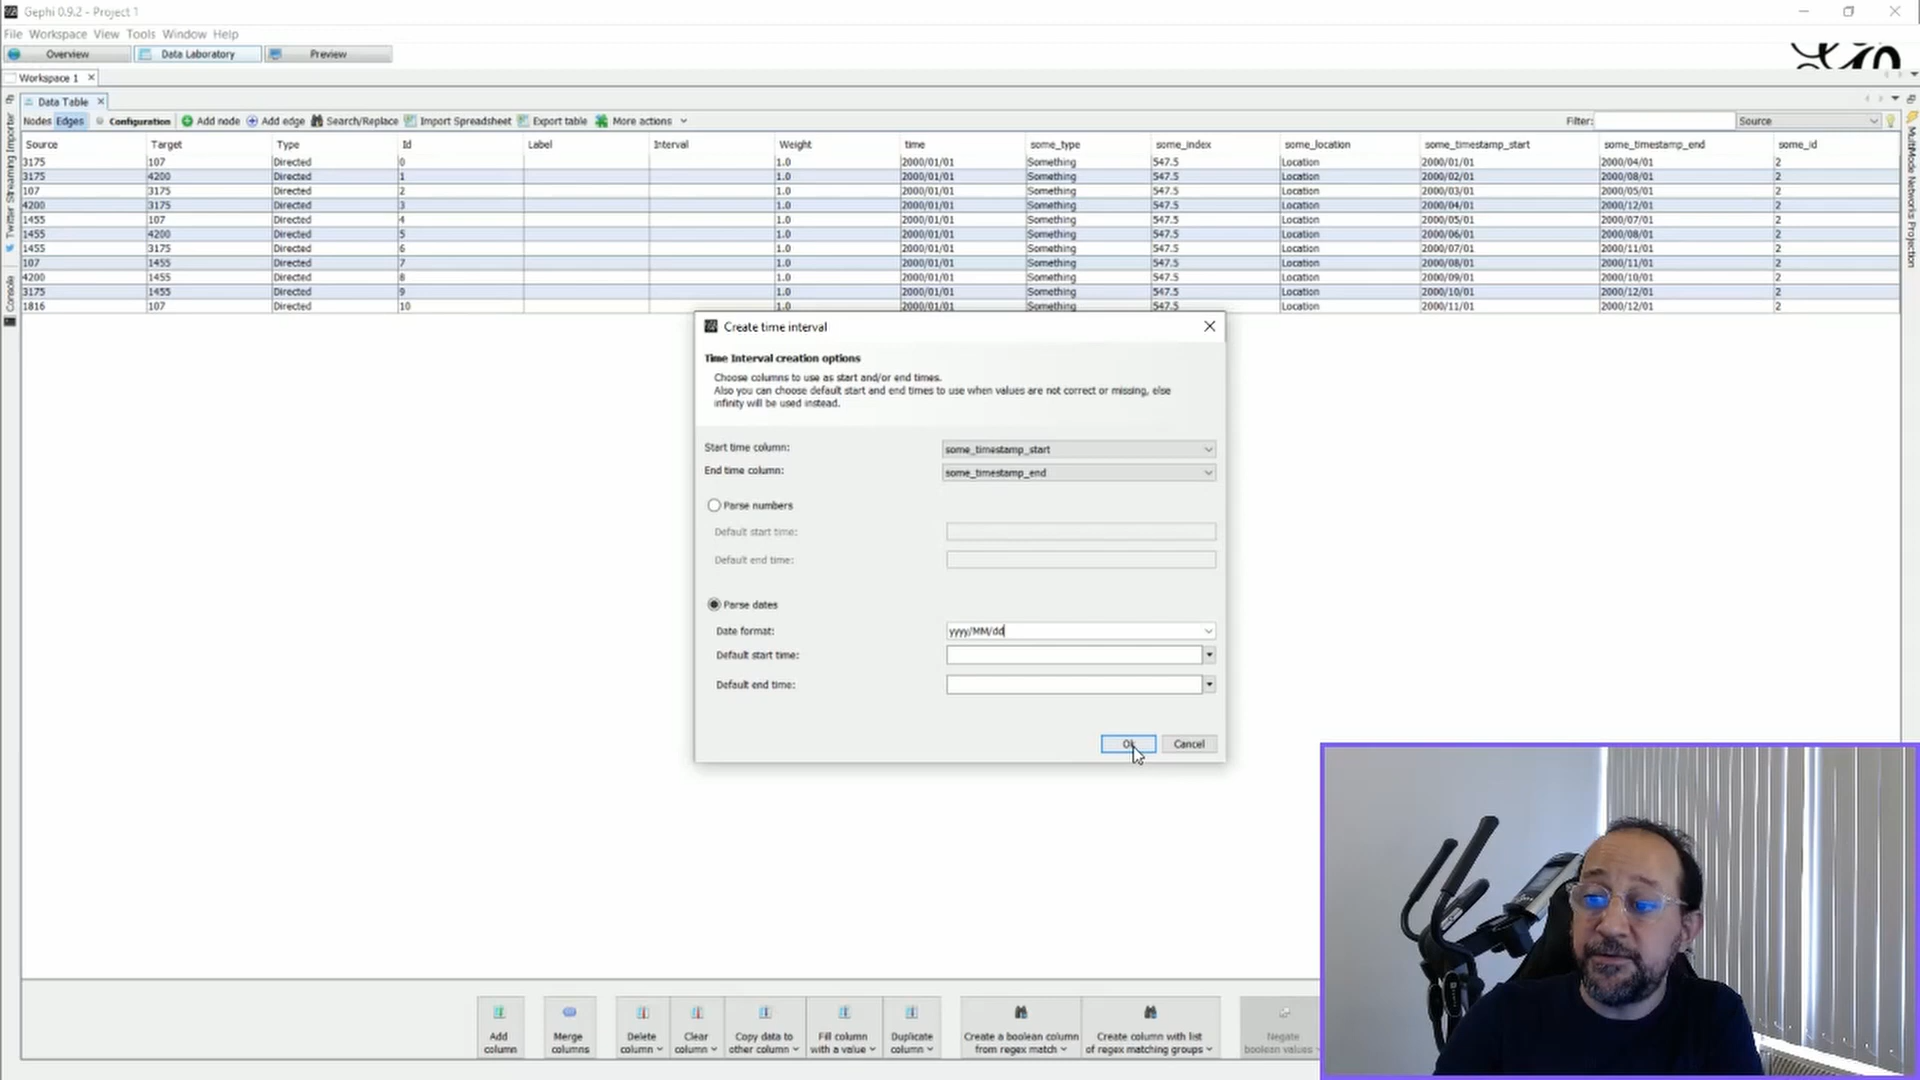 Gephi 0.9.2 - Project 1
File Workspace View Tools Window Help
Overview Data Laboratory Preview
Workspace 1
Data Table
Nodes Edges Configuration Add node Add edge Search/Replace Import Spreadsheet Export table More actions Filter: Source
Source Target Type Id Label Interval Weight time some_type some_index some_location some_timestamp_start some_timestamp_end some_id
3175 107 Directed 0 1.0 2000/01/01 Something 547.5 Location 2000/01/01 2000/04/01 2
3175 4200 Directed 1 1.0 2000/01/01 Something 547.5 Location 2000/02/01 2000/08/01 2
107 3175 Directed 2 1.0 2000/01/01 Something 547.5 Location 2000/03/01 2000/05/01 2
4200 3175 Directed 3 1.0 2000/01/01 Something 547.5 Location 2000/04/01 2000/12/01 2
1455 107 Directed 4 1.0 2000/01/01 Something 547.5 Location 2000/05/01 2000/07/01 2
1455 4200 Directed 5 1.0 2000/01/01 Something 547.5 Location 2000/06/01 2000/08/01 2
1455 3175 Directed 6 1.0 2000/01/01 Something 547.5 Location 2000/07/01 2000/11/01 2
107 1455 Directed 7 1.0 2000/01/01 Something 547.5 Location 2000/08/01 2000/11/01 2
4200 1455 Directed 8 1.0 2000/01/01 Something 547.5 Location 2000/09/01 2000/10/01 2
3175 1455 Directed 9 1.0 2000/01/01 Something 547.5 Location 2000/10/01 2000/12/01 2
1816 107 Directed 10 1.0 2000/01/01 Something 547.5 Location 2000/11/01 2000/12/01 2
Twitter Streaming Importer
Console
MultiMode Networks Projection
Create time interval
Time Interval creation options
Choose columns to use as start and/or end times.
Also you can choose default start and end times to use when values are not correct or missing, else
infinity will be used instead.
Start time column: some_timestamp_start
End time column: some_timestamp_end
Parse numbers
Default start time:
Default end time:
Parse dates
Date format: yyyy/MM/dd
Default start time:
Default end time:
Ok Cancel
Add column
Merge columns
Delete column
Clear column
Copy data to other column
Fill column with a value
Duplicate column
Create a boolean column from regex match
Create column with list of regex matching groups
Negate boolean values